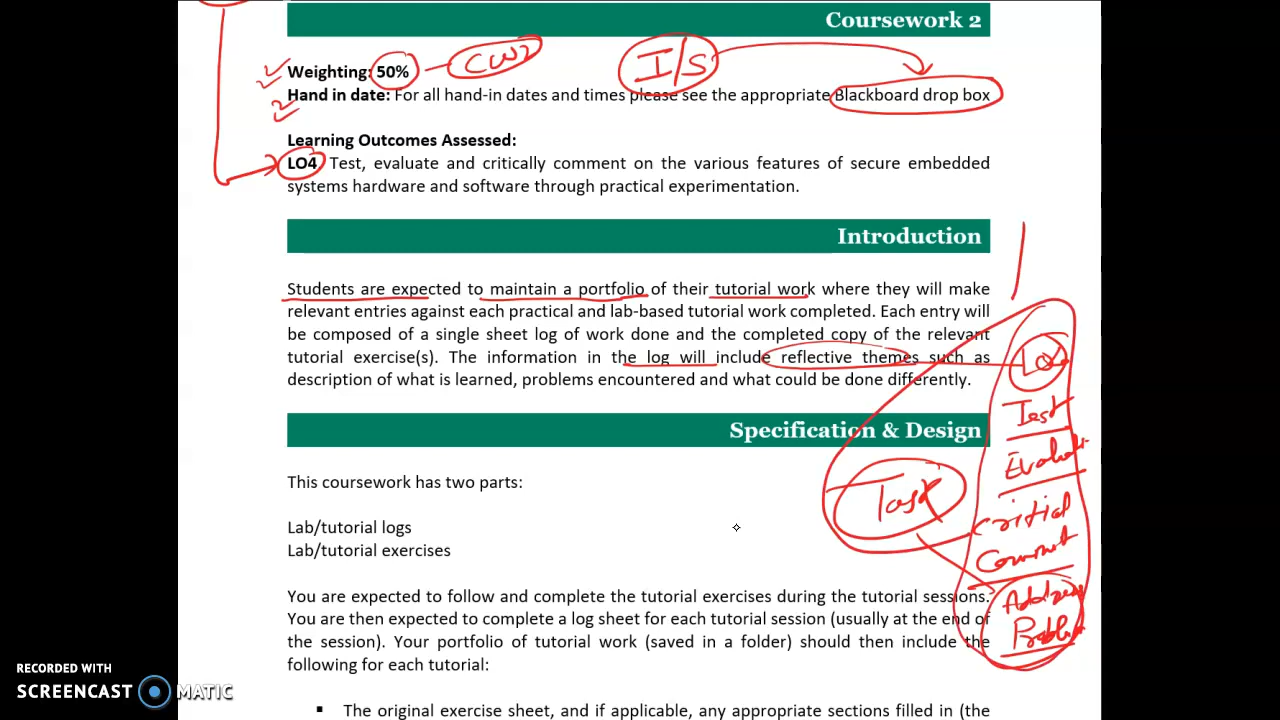 Coursework 2
Weighting: 50%
CW2
I/S
Hand in date: For all hand-in dates and times please see the appropriate Blackboard drop box
Learning Outcomes Assessed:
LO4 Test, evaluate and critically comment on the various features of secure embedded
systems hardware and software through practical experimentation.
Introduction
Students are expected to maintain a portfolio of their tutorial work where they will make
relevant entries against each practical and lab-based tutorial work completed. Each entry will
be composed of a single sheet log of work done and the completed copy of the relevant
tutorial exercise(s). The information in the log will include reflective themes such as
description of what is learned, problems encountered and what could be done differently.
Test
Specification & Design
This coursework has two parts:
Task
Critical
Lab/tutorial logs
Lab/tutorial exercises
You are expected to follow and complete the tutorial exercises during the tutorial sessions.
You are then expected to complete a log sheet for each tutorial session (usually at the end of
the session). Your portfolio of tutorial work (saved in a folder) should then include the
following for each tutorial:
▪ The original exercise sheet, and if applicable, any appropriate sections filled in (the
RECORDED WITH
SCREENCAST MATIC